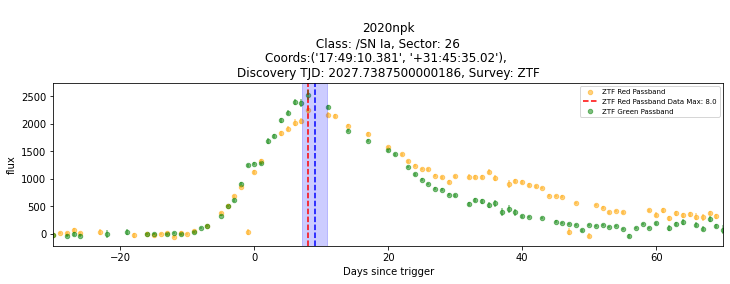 2020npk
Class: /SN Ia, Sector: 26
Coords:('17:49:10.381', '+31:45:35.02'),
Discovery TJD: 2027.7387500000186, Survey: ZTF
ZTF Red Passband
ZTF Red Passband Data Max: 8.0
ZTF Green Passband
flux
2500
2000
1500
1000
500
0
−20
0
20
40
60
Days since trigger